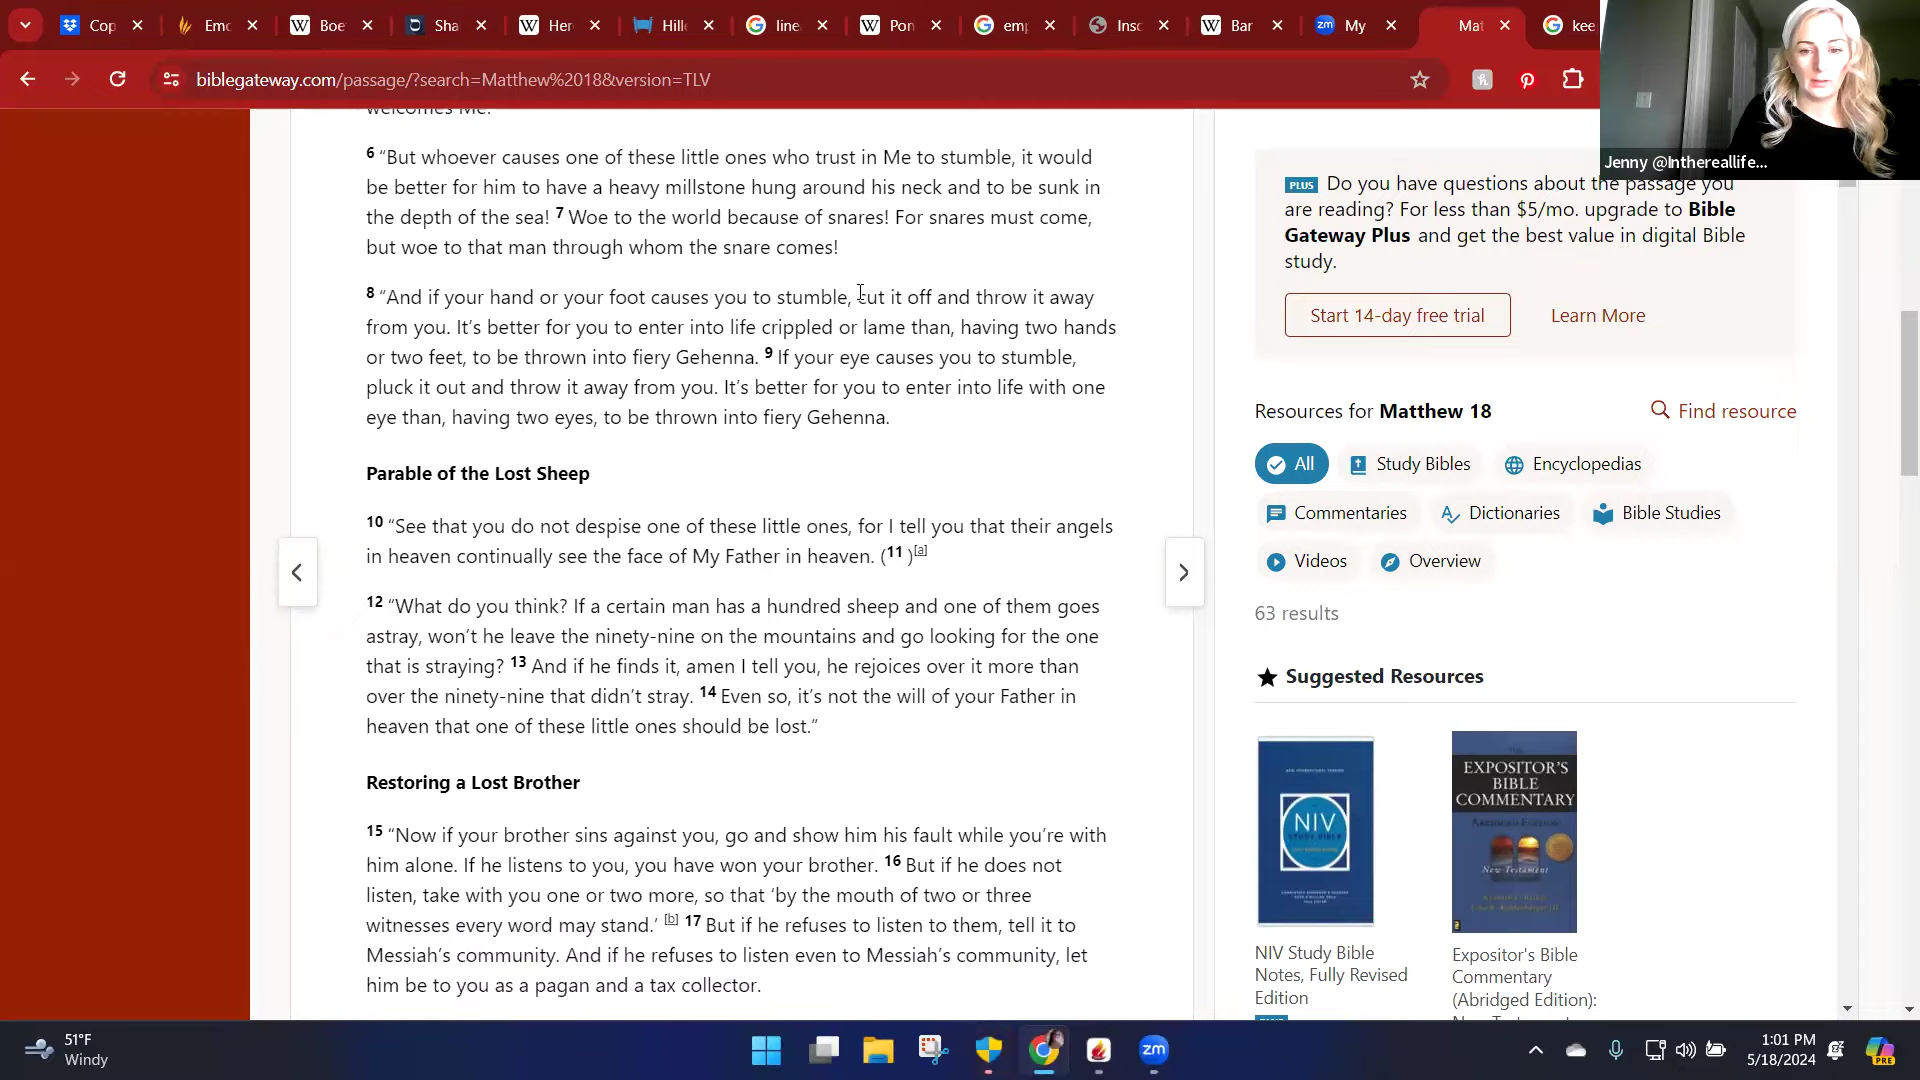 Cop
Emc
Boe
Sha
Her
Hille
line
Pon
emp
Insc
Bar
My
Mat
kee
biblegateway.com/passage/?search=Matthew%2018&version=TLV
Jenny @Inthereallife...
welcomes Me.
6 “But whoever causes one of these little ones who trust in Me to stumble, it would
be better for him to have a heavy millstone hung around his neck and to be sunk in
the depth of the sea! 7 Woe to the world because of snares! For snares must come,
but woe to that man through whom the snare comes!
8 “And if your hand or your foot causes you to stumble, cut it off and throw it away
from you. It’s better for you to enter into life crippled or lame than, having two hands
or two feet, to be thrown into fiery Gehenna. 9 If your eye causes you to stumble,
pluck it out and throw it away from you. It’s better for you to enter into life with one
eye than, having two eyes, to be thrown into fiery Gehenna.
Parable of the Lost Sheep
10 “See that you do not despise one of these little ones, for I tell you that their angels
in heaven continually see the face of My Father in heaven. (11 )[a]
12 “What do you think? If a certain man has a hundred sheep and one of them goes
astray, won’t he leave the ninety-nine on the mountains and go looking for the one
that is straying? 13 And if he finds it, amen I tell you, he rejoices over it more than
over the ninety-nine that didn’t stray. 14 Even so, it’s not the will of your Father in
heaven that one of these little ones should be lost.”
Restoring a Lost Brother
15 “Now if your brother sins against you, go and show him his fault while you’re with
him alone. If he listens to you, you have won your brother. 16 But if he does not
listen, take with you one or two more, so that ‘by the mouth of two or three
witnesses every word may stand.’ [b] 17 But if he refuses to listen to them, tell it to
Messiah’s community. And if he refuses to listen even to Messiah’s community, let
him be to you as a pagan and a tax collector.
PLUS Do you have questions about the passage you
are reading? For less than $5/mo. upgrade to Bible
Gateway Plus and get the best value in digital Bible
study.
Start 14-day free trial
Learn More
Resources for Matthew 18
Find resource
All
Study Bibles
Encyclopedias
Commentaries
Dictionaries
Bible Studies
Videos
Overview
63 results
Suggested Resources
NIV
EXPOSITOR'S
BIBLE
COMMENTARY
New Testament
NIV Study Bible
Notes, Fully Revised
Edition
Expositor's Bible
Commentary
(Abridged Edition):
51°F
Windy
zm
1:01 PM
5/18/2024
PRE